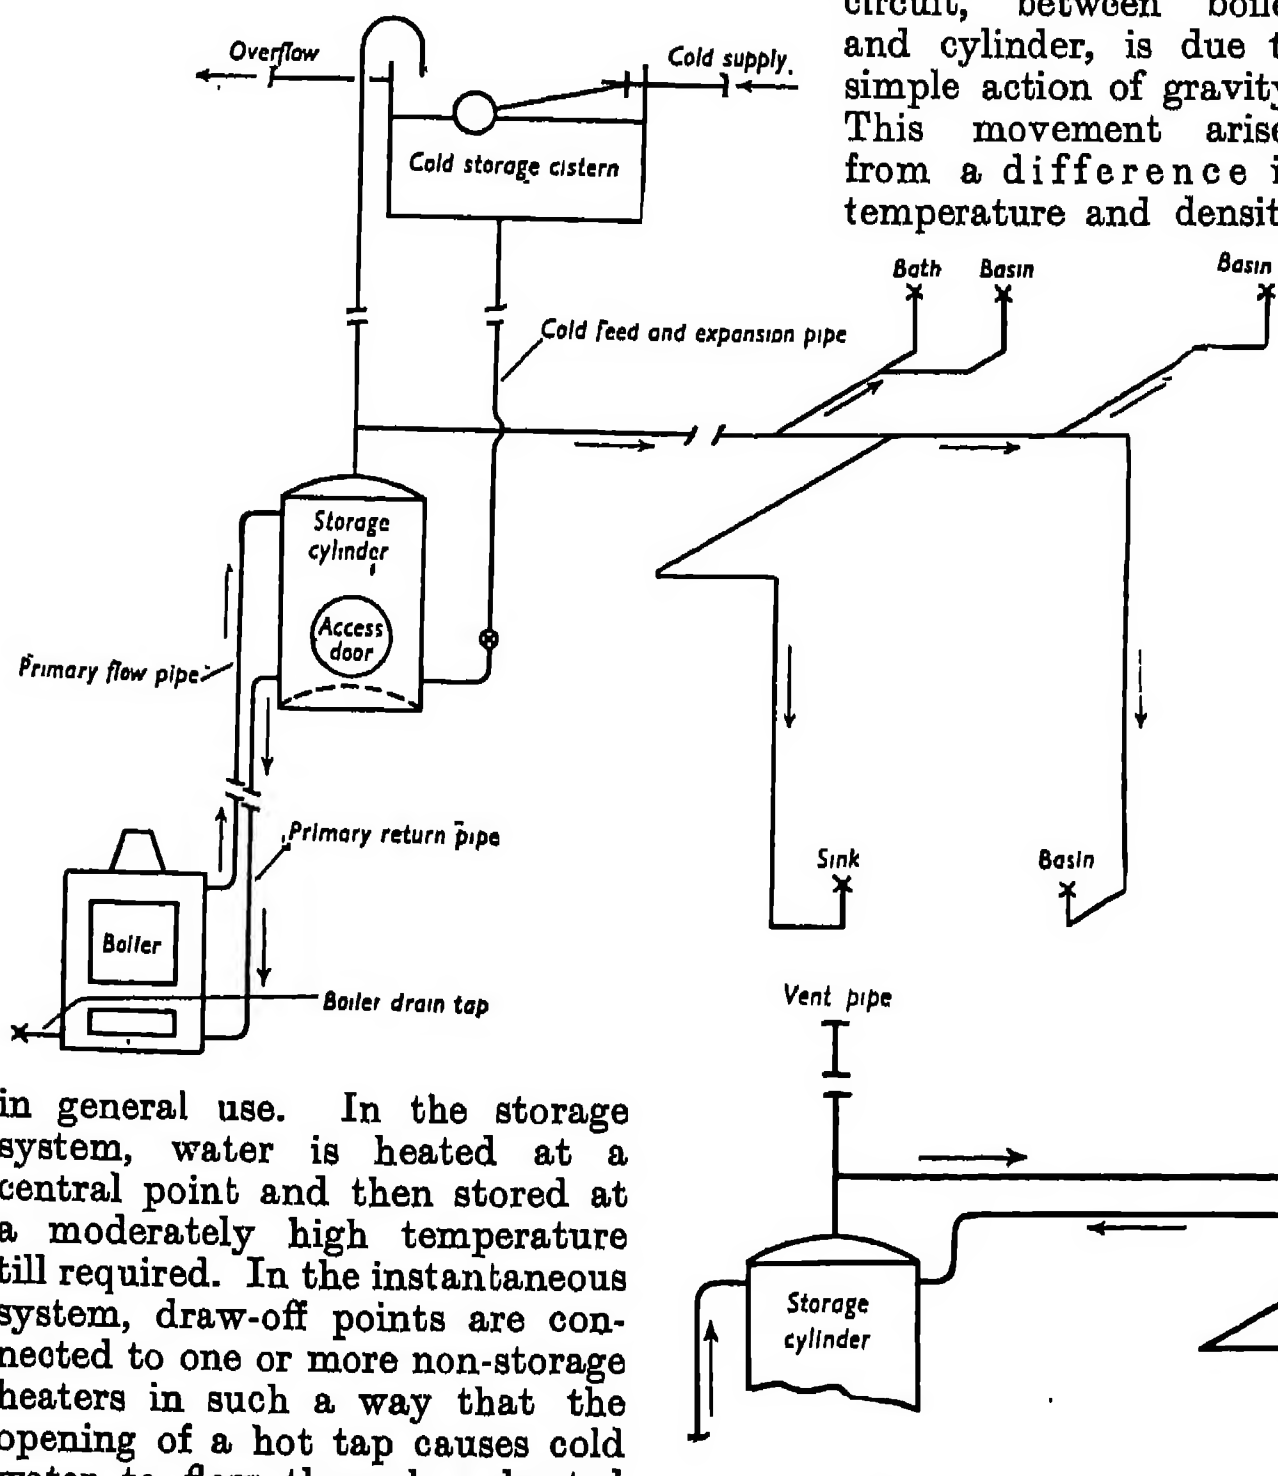 circuit, between boile
and cylinder, is due t
simple action of gravity
This movement arise
from a difference i
temperature and densit
Overflow
Cold supply.
Cold storage cistern
Bath
Basin
Basin
Cold feed and expansion pipe
Storage
cylinder
Access
door
Primary flow pipe
Primary return pipe
Sink
Basin
Boiler
Boiler drain tap
Vent pipe
in general use. In the storage
system, water is heated at a
central point and then stored at
a moderately high temperature
till required. In the instantaneous
system, draw-off points are con-
nected to one or more non-storage
heaters in such a way that the
opening of a hot tap causes cold
Storage
cylinder